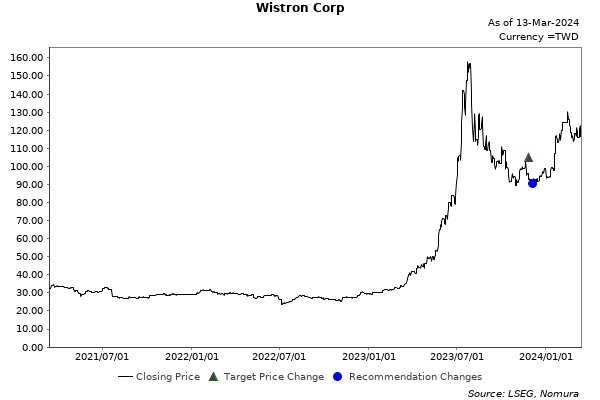 Wistron Corp
As of 13-Mar-2024
Currency =TWD
160.00
150.00
140.00
130.00
120.00
110.00
100.00
90.00
80.00
70.00
60.00
50.00
40.00
30.00
20.00
10.00
0.00
2021/07/01 2022/01/01 2022/07/01 2023/01/01 2023/07/01 2024/01/01
Closing Price Target Price Change Recommendation Changes
Source: LSEG, Nomura